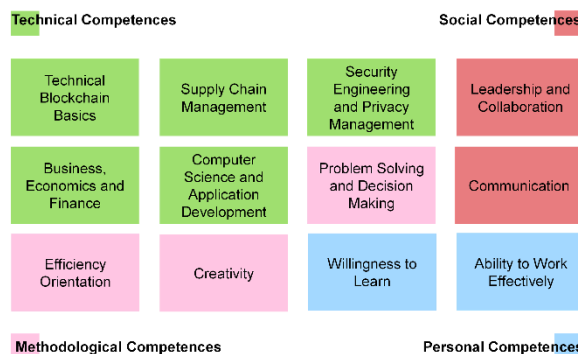 Technical Competences
Social Competences
Technical
Blockchain
Basics
Supply Chain
Management
Security
Engineering
and Privacy
Management
Leadership and
Collaboration
Business,
Economics and
Finance
Computer
Science and
Application
Development
Problem Solving
and Decision
Making
Communication
Efficiency
Orientation
Creativity
Willingness to
Learn
Ability to Work
Effectively
Methodological Competences
Personal Competences